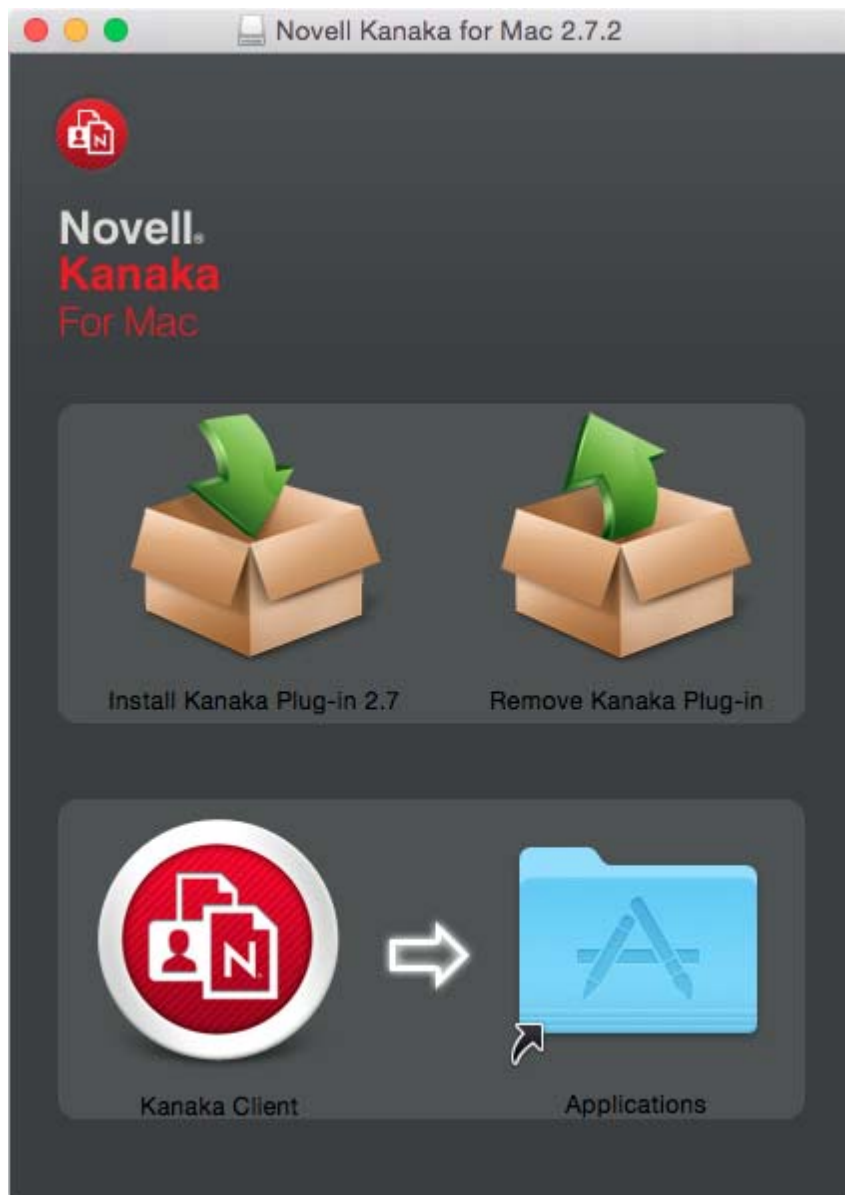 Novell Kanaka for Mac 2.7.2
Novell®
Kanaka
For Mac
Install Kanaka Plug-in 2.7
Remove Kanaka Plug-in
N
Kanaka Client
Applications